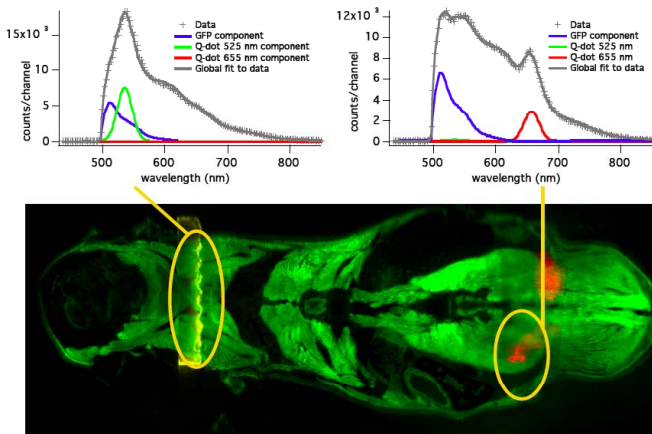 15x10³
10
5
0
counts/channel
500
600
700
800
wavelength (nm)
Data
GFP component
Q-dot 525 nm component
Q-dot 655 nm component
Global fit to data
12x10³
10
8
6
4
2
0
counts/channel
500
600
700
800
wavelength (nm)
Data
GFP component
Q-dot 525 nm
Q-dot 655 nm
Global fit to data